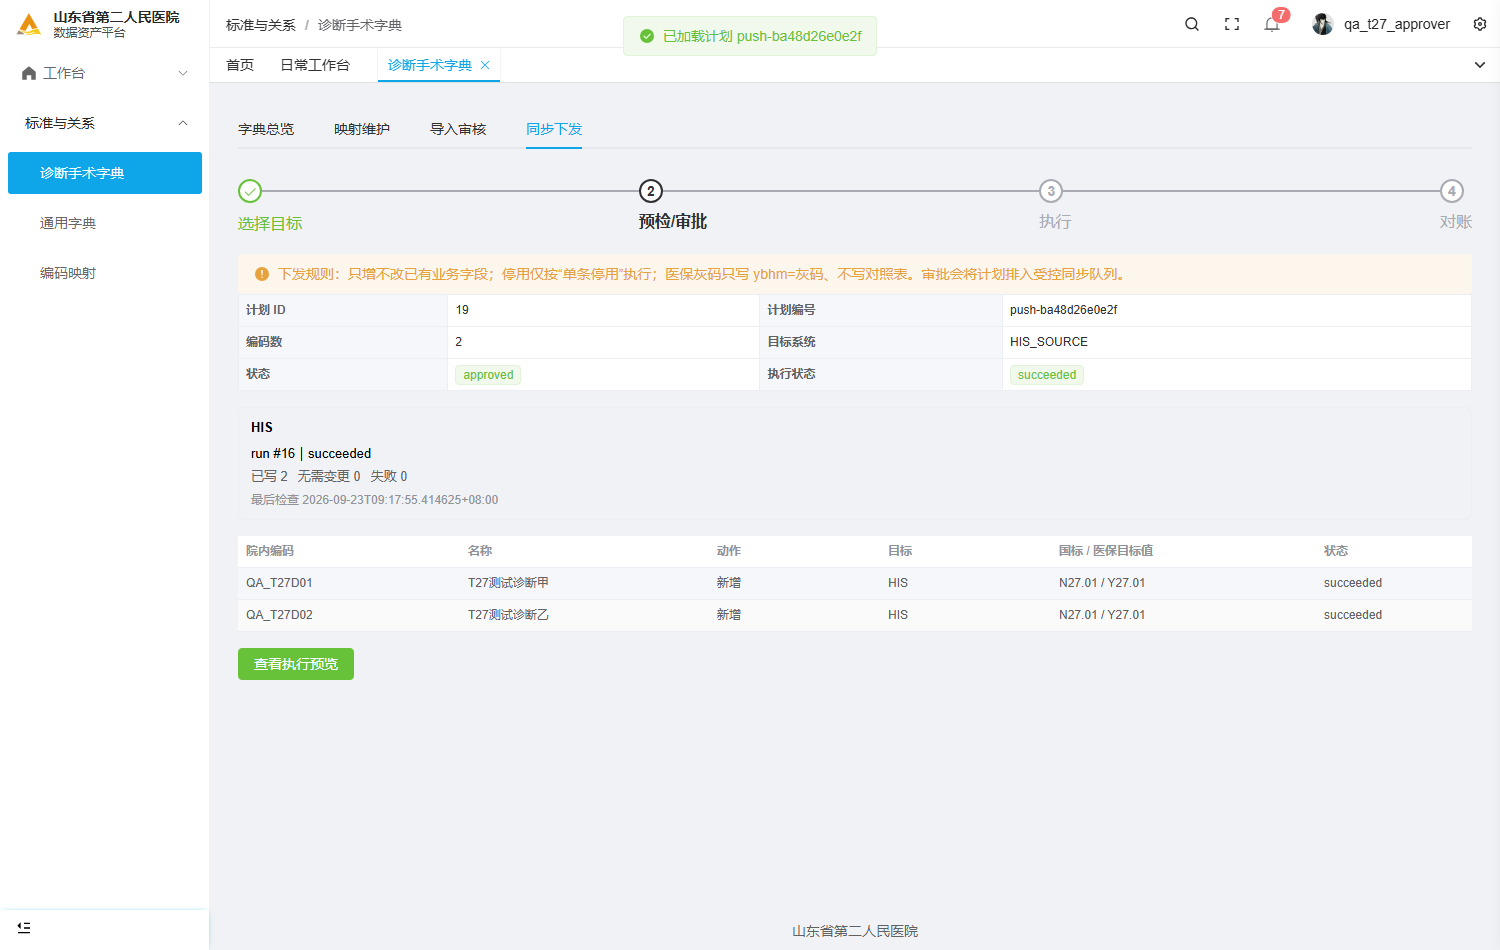 山东省第二人民医院
数据资产平台
标准与关系 / 诊断手术字典
已加载计划 push-ba48d26e0e2f
7
qa_t27_approver
首页 日常工作台 诊断手术字典
工作台
标准与关系
诊断手术字典
通用字典
编码映射
字典总览 映射维护 导入审核 同步下发
2 3 4
选择目标 预检/审批 执行 对账
下发规则：只增不改已有业务字段；停用仅按“单条停用”执行；医保灰码只写 ybhm=灰码、不写对照表。审批会将计划排入受控同步队列。
计划 ID 19 计划编号 push-ba48d26e0e2f
编码数 2 目标系统 HIS_SOURCE
状态 approved 执行状态 succeeded
HIS
run #16 | succeeded
已写 2 无需变更 0 失败 0
最后检查 2026-09-23T09:17:55.414625+08:00
院内编码 名称 动作 目标 国标 / 医保目标值 状态
QA_T27D01 T27测试诊断甲 新增 HIS N27.01 / Y27.01 succeeded
QA_T27D02 T27测试诊断乙 新增 HIS N27.01 / Y27.01 succeeded
查看执行预览
山东省第二人民医院